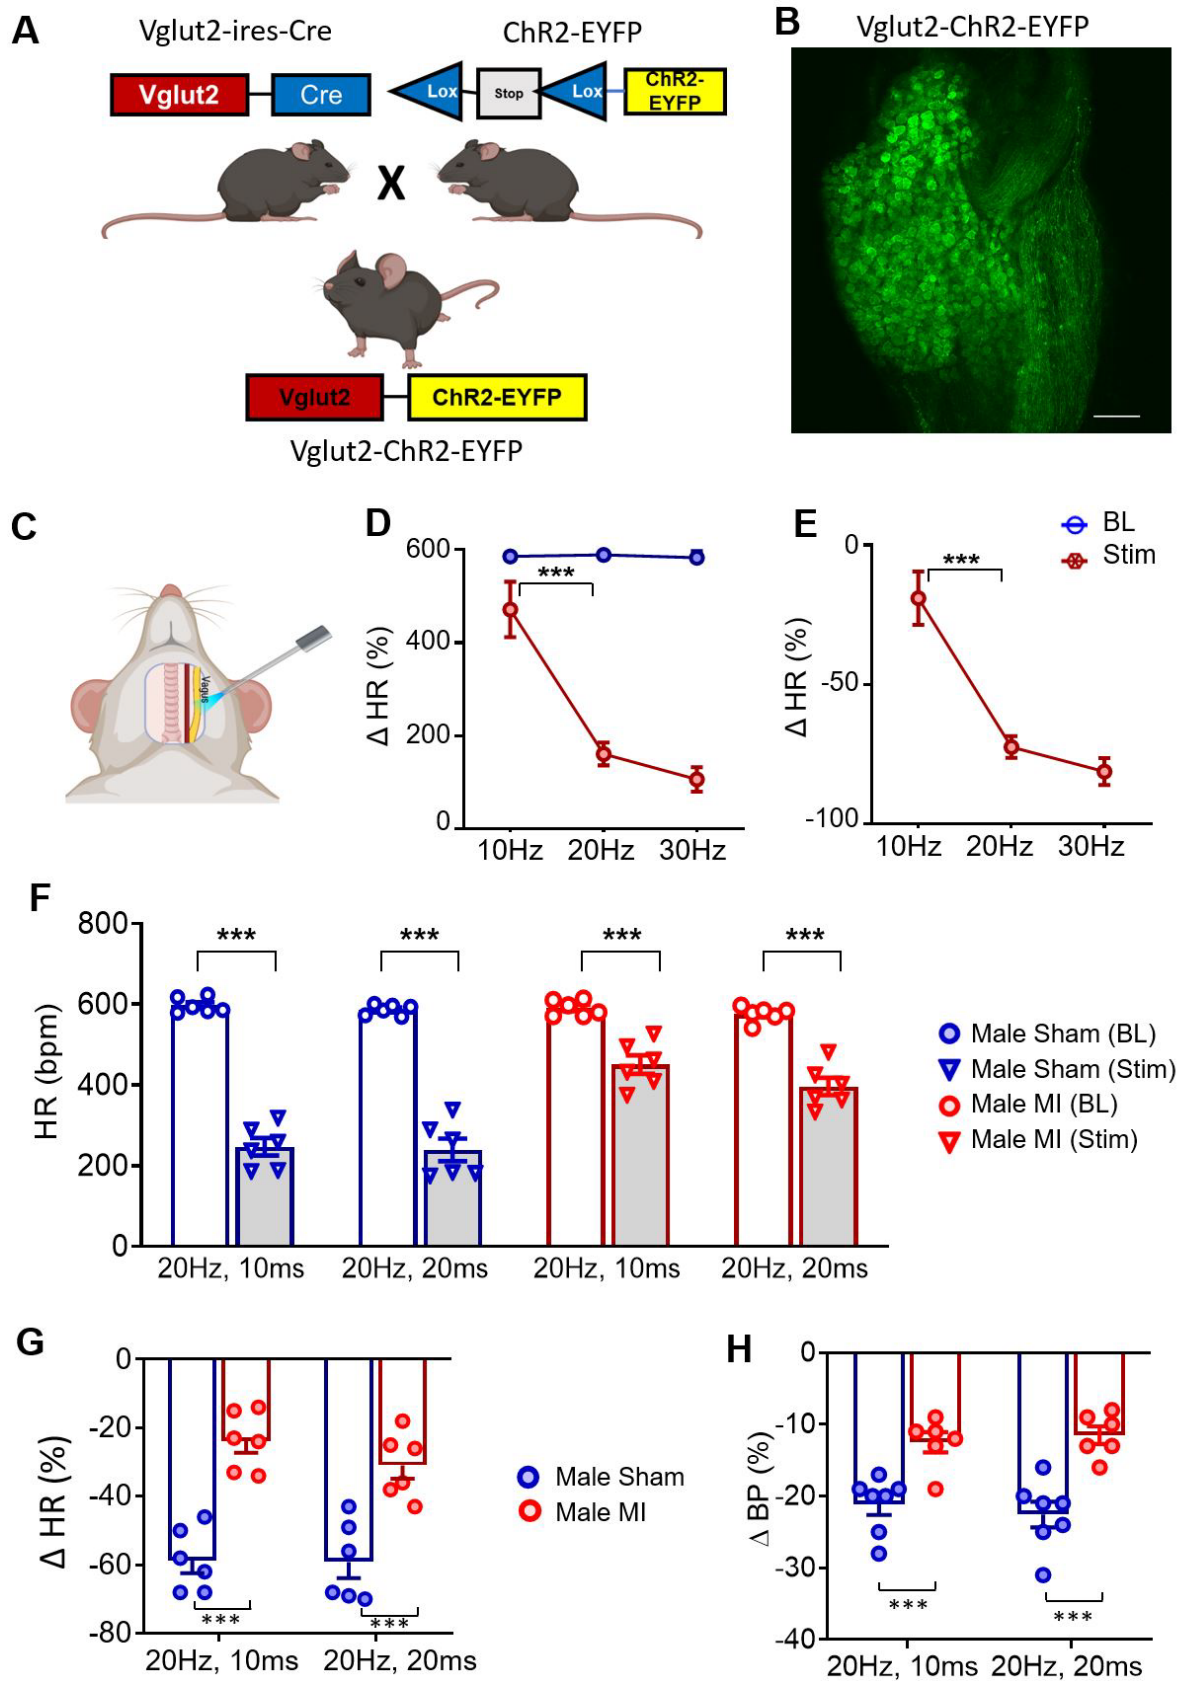 A
Vglut2-ires-Cre
ChR2-EYFP
Vglut2
Cre
Lox
Stop
Lox
ChR2-
EYFP
X
Vglut2
ChR2-EYFP
Vglut2-ChR2-EYFP
B
Vglut2-ChR2-EYFP
C
Vagus
D
600
400
200
0
Δ HR (%)
***
10Hz
20Hz
30Hz
E
BL
Stim
0
-50
-100
Δ HR (%)
***
10Hz
20Hz
30Hz
F
800
600
400
200
0
HR (bpm)
***
***
***
***
20Hz, 10ms
20Hz, 20ms
20Hz, 10ms
20Hz, 20ms
Male Sham (BL)
Male Sham (Stim)
Male MI (BL)
Male MI (Stim)
G
0
-20
-40
-60
-80
Δ HR (%)
***
***
20Hz, 10ms
20Hz, 20ms
Male Sham
Male MI
H
0
-10
-20
-30
-40
Δ BP (%)
***
***
20Hz, 10ms
20Hz, 20ms